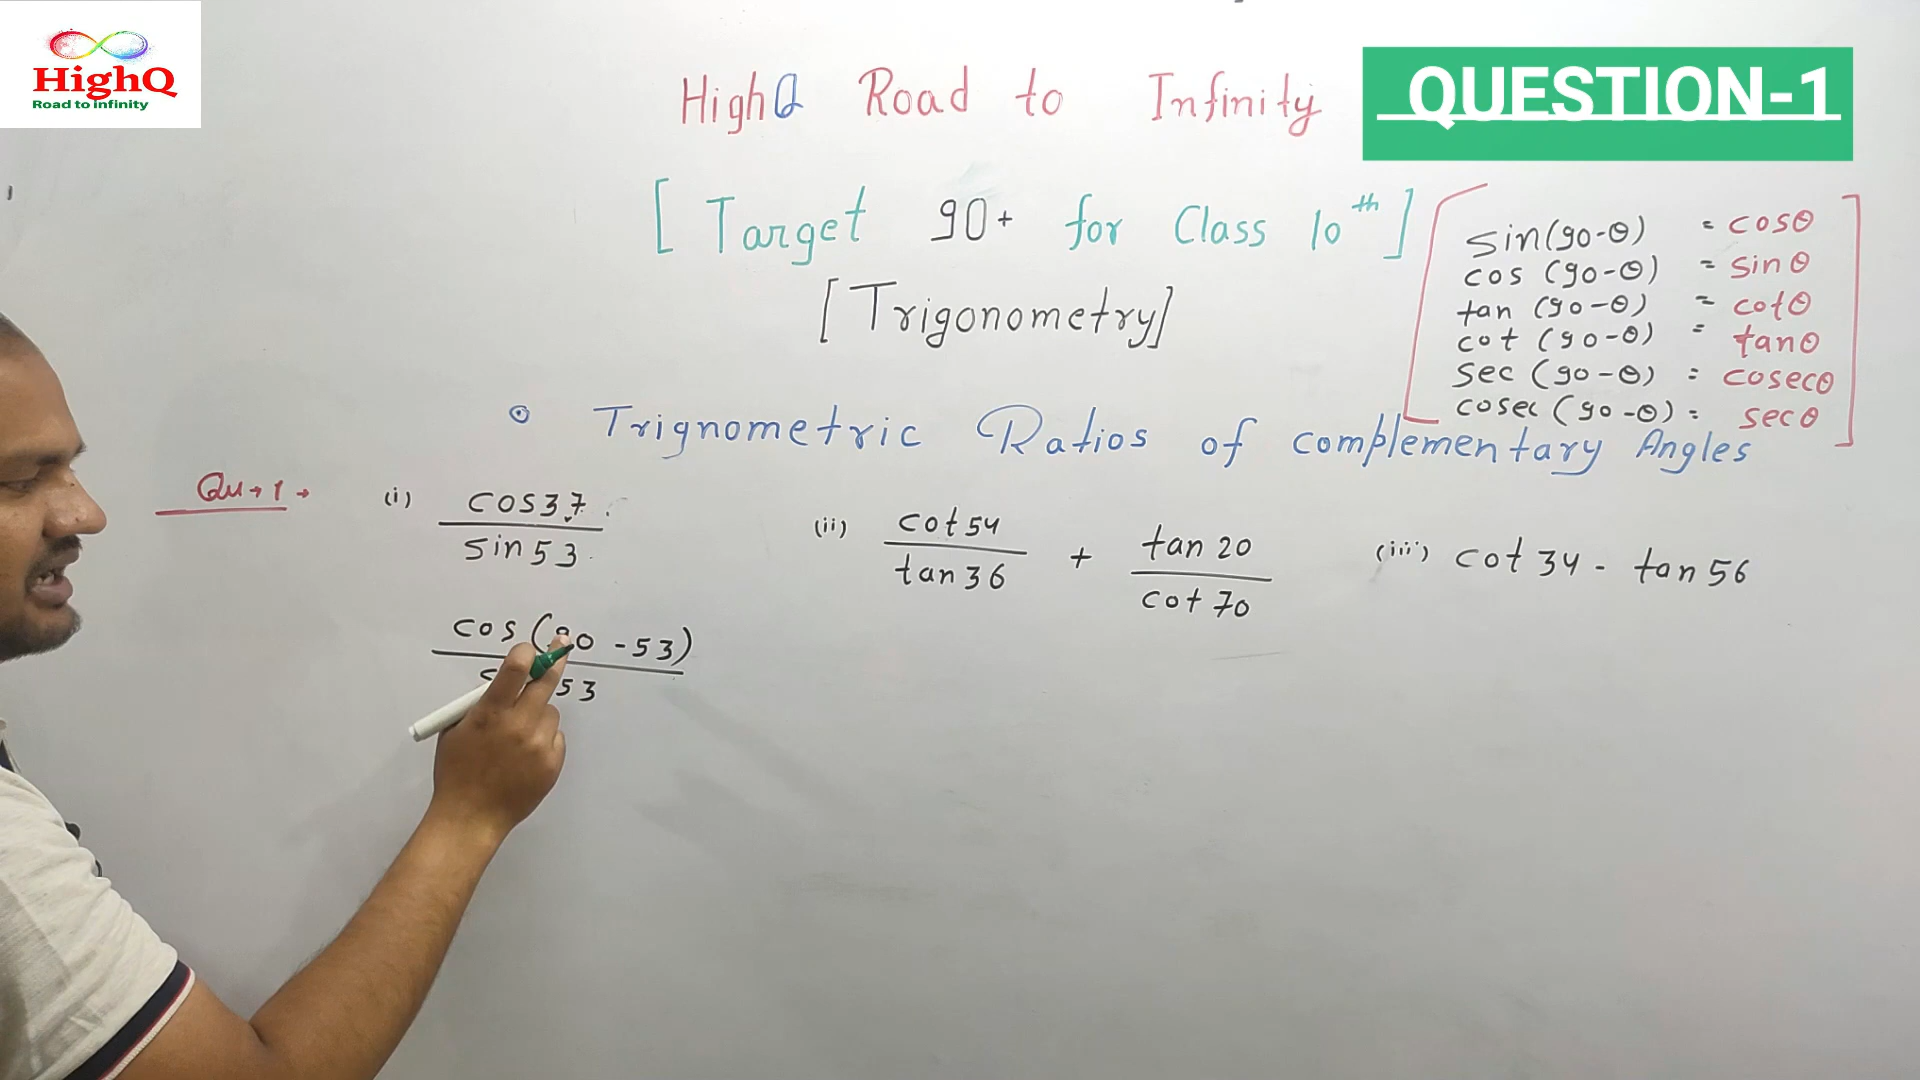 HighQ
Road to infinity
HighQ Road to Infinity
QUESTION-1
[Target 90+ for Class 10th]
[Trigonometry]
sin(90-θ) = cosθ
cos (90-θ) = sinθ
tan (90-θ) = cotθ
cot (90-θ) = tanθ
sec (90-θ) = cosecθ
cosec (90-θ) = secθ
Trignometric Ratios of complementary Angles
Qu→1→
(i) cos37 / sin53
(ii) cot54 / tan36 + tan20 / cot70
(iii) cot34 - tan56
cos(90-53)
53